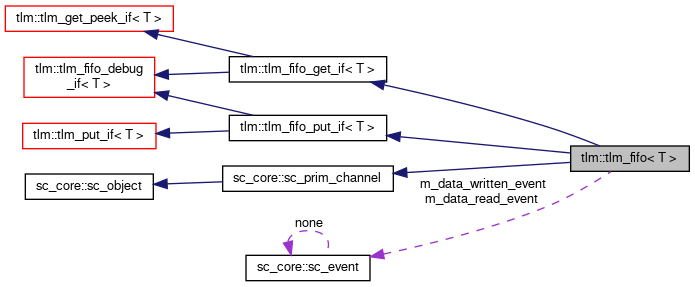 tlm::tlm_get_peek_if< T >
tlm::tlm_fifo_debug
_if< T >
tlm::tlm_fifo_get_if< T >
tlm::tlm_put_if< T >
tlm::tlm_fifo_put_if< T >
tlm::tlm_fifo< T >
sc_core::sc_object
sc_core::sc_prim_channel
m_data_written_event
m_data_read_event
none
sc_core::sc_event